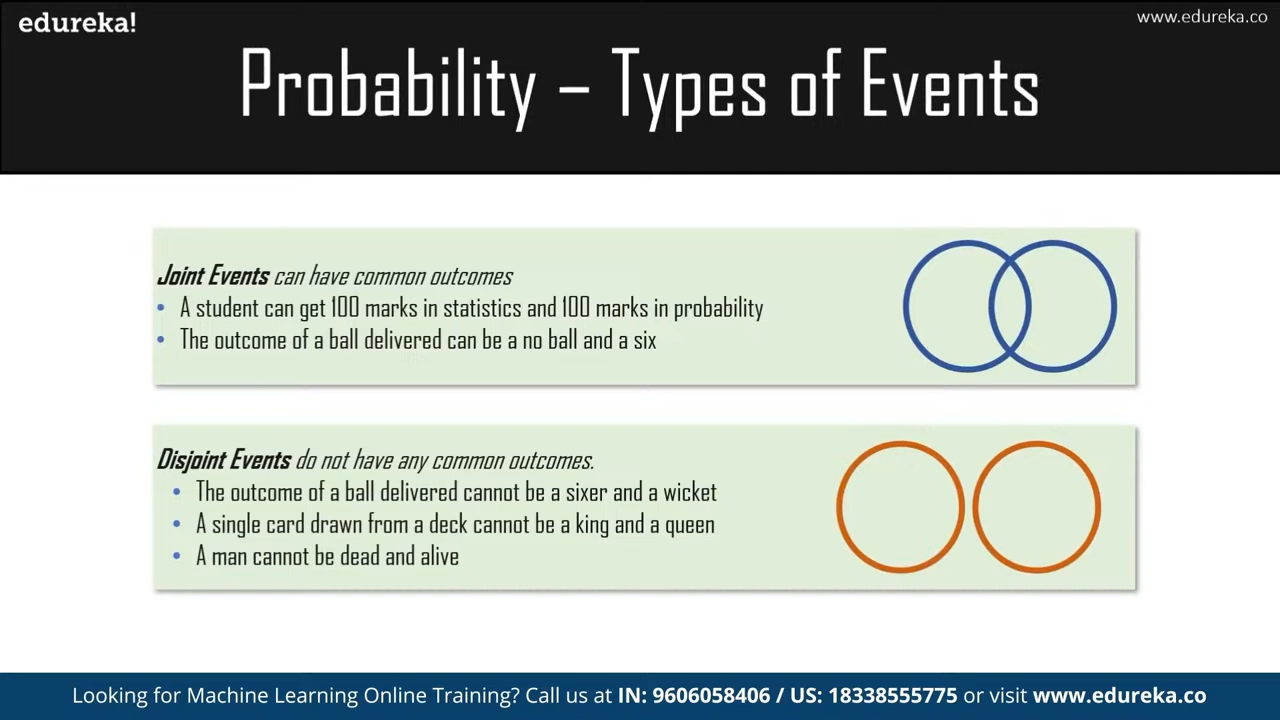 edureka!
www.edureka.co
Probability – Types of Events
Joint Events can have common outcomes
• A student can get 100 marks in statistics and 100 marks in probability
• The outcome of a ball delivered can be a no ball and a six
Disjoint Events do not have any common outcomes.
• The outcome of a ball delivered cannot be a sixer and a wicket
• A single card drawn from a deck cannot be a king and a queen
• A man cannot be dead and alive
Looking for Machine Learning Online Training? Call us at IN: 9606058406 / US: 18338555775 or visit www.edureka.co